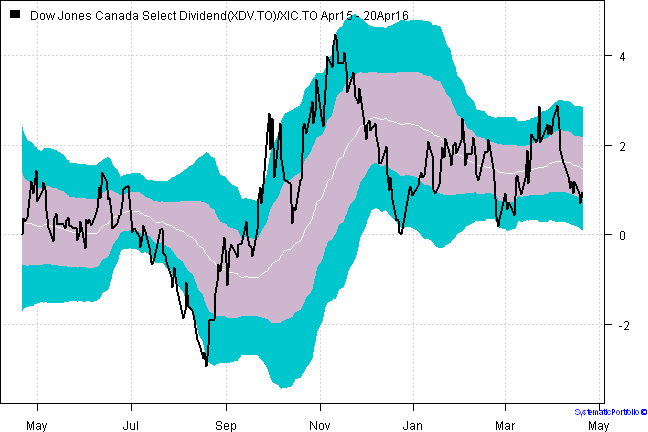 Dow Jones Canada Select Dividend(XDV.TO)/XIC.TO Apr15 - 20Apr16
4
2
0
-2
May Jul Sep Nov Jan Mar May
SystematicPortfolio ©